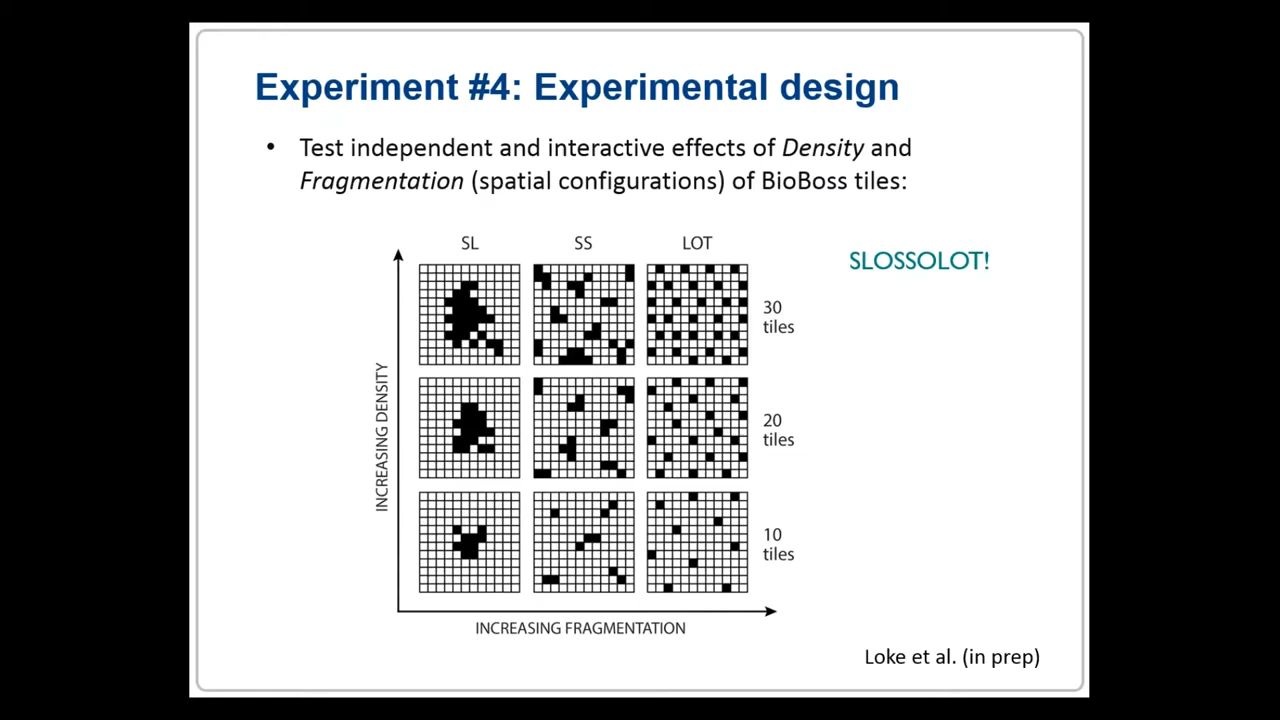 Experiment #4: Experimental design
• Test independent and interactive effects of Density and
Fragmentation (spatial configurations) of BioBoss tiles:
SL SS LOT
SLOSSOLOT!
30
tiles
20
tiles
10
tiles
INCREASING DENSITY
INCREASING FRAGMENTATION
Loke et al. (in prep)